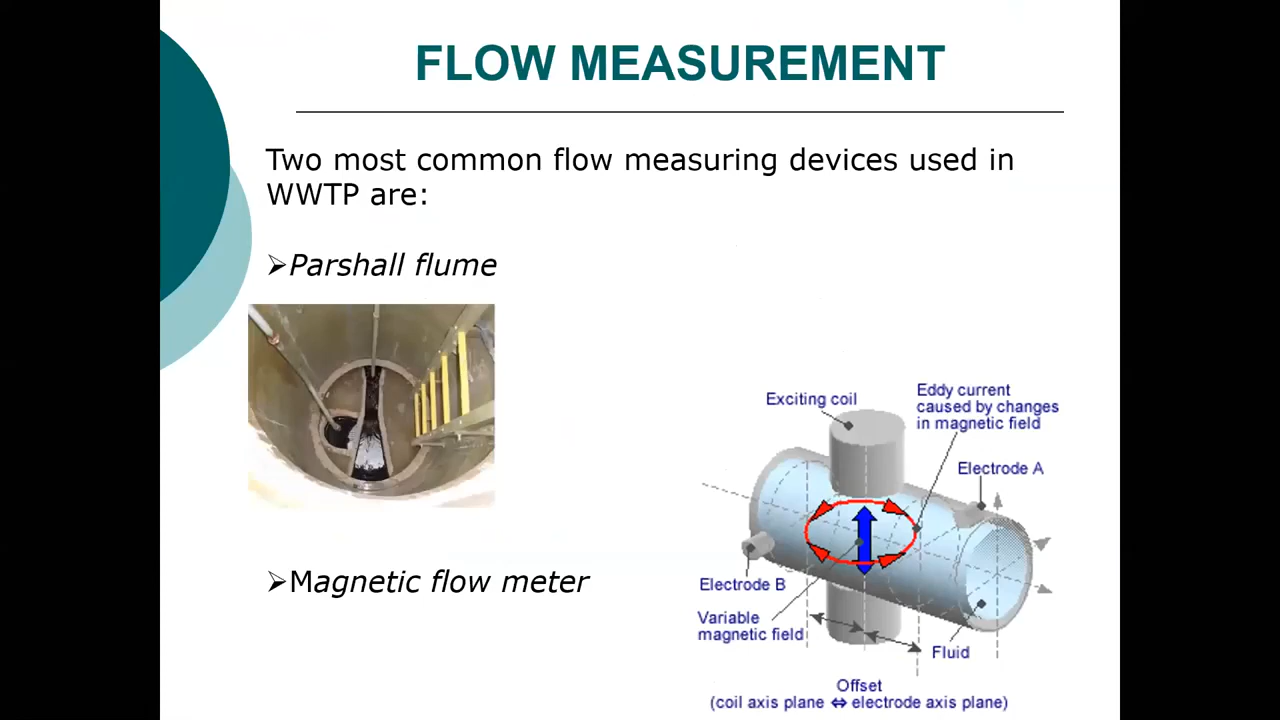 FLOW MEASUREMENT
Two most common flow measuring devices used in
WWTP are:
➢Parshall flume
➢Magnetic flow meter
Exciting coil
Eddy current
caused by changes
in magnetic field
Electrode A
Electrode B
Variable
magnetic field
Fluid
Offset
(coil axis plane ⇔ electrode axis plane)